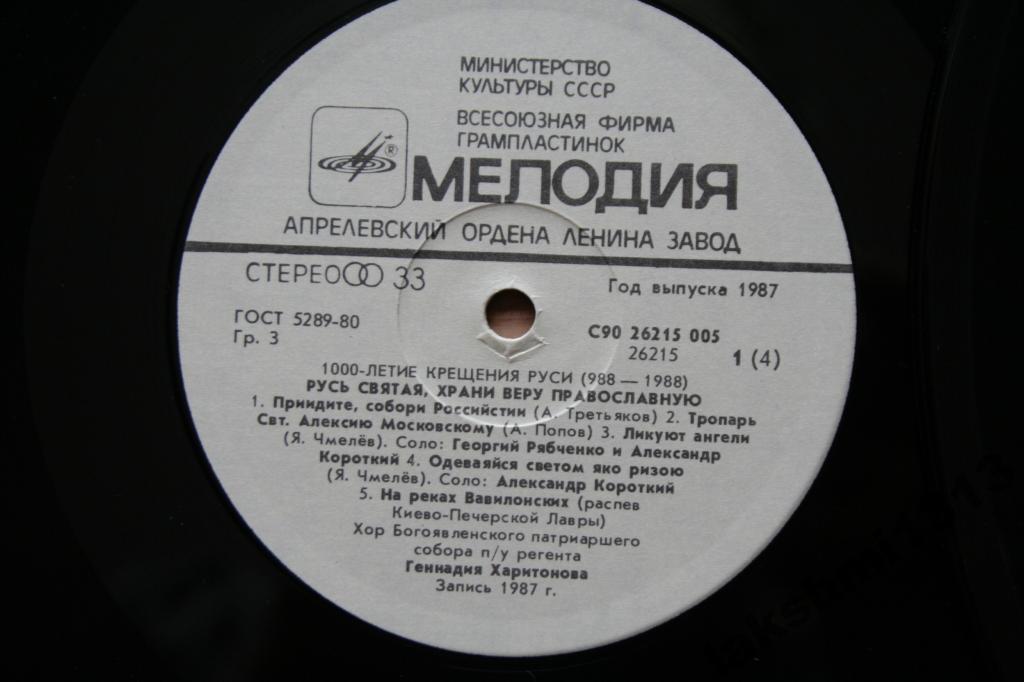 МИНИСТЕРСТВО
КУЛЬТУРЫ СССР
ВСЕСОЮЗНАЯ ФИРМА
ГРАМПЛАСТИНОК
®
МЕЛОДИЯ
АПРЕЛЕВСКИЙ ОРДЕНА ЛЕНИНА ЗАВОД
СТЕРЕО 33
Год выпуска 1987
ГОСТ 5289-80
Гр. 3
С90 26215 005
26215
1 (4)
1000-ЛЕТИЕ КРЕЩЕНИЯ РУСИ (988 — 1988)
РУСЬ СВЯТАЯ, ХРАНИ ВЕРУ ПРАВОСЛАВНУЮ
1. Приидите, собори Российстии (А. Третьяков) 2. Тропарь
Свт. Алексию Московскому (А. Попов) 3. Ликуют ангели
(Я. Чмелёв). Соло: Георгий Рябченко и Александр
Короткий 4. Одеваяйся светом яко ризою
(Я. Чмелёв). Соло: Александр Короткий
5. На реках Вавилонских (распев
Киево-Печерской Лавры)
Хор Богоявленского патриаршего
собора п/у регента
Геннадия Харитонова
Запись 1987 г.